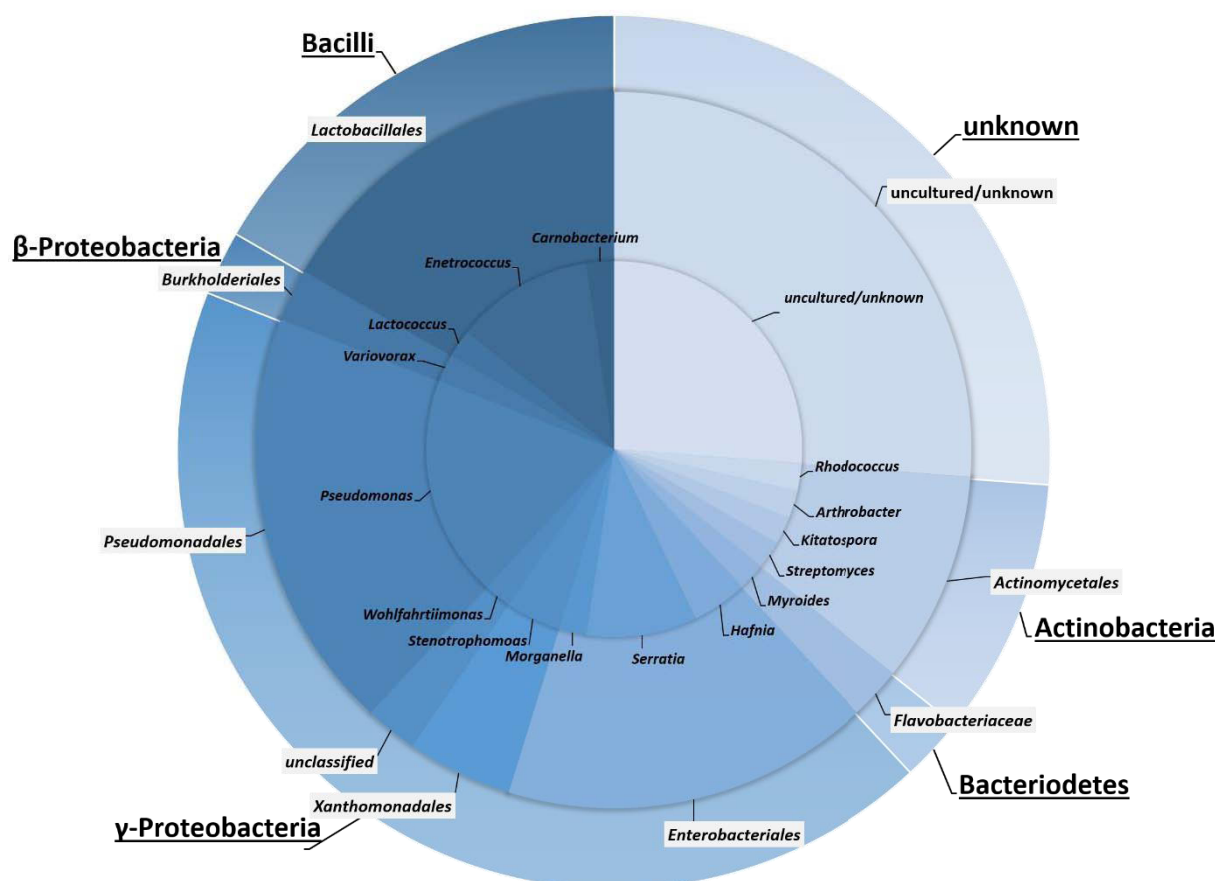 Bacilli
unknown
Lactobacillales
uncultured/unknown
β-Proteobacteria
Burkholderiales
Carnobacterium
Enetrococcus
uncultured/unknown
Lactococcus
Variovorax
Rhodococcus
Pseudomonas
Arthrobacter
Kitatospora
Pseudomonadales
Streptomyces
Actinomycetales
Myroides
Wohlfahrtiimonas
Hafnia
Actinobacteria
Stenotrophomoas
Morganella
Serratia
Flavobacteriaceae
unclassified
Bacteriodetes
Xanthomonadales
γ-Proteobacteria
Enterobacteriales